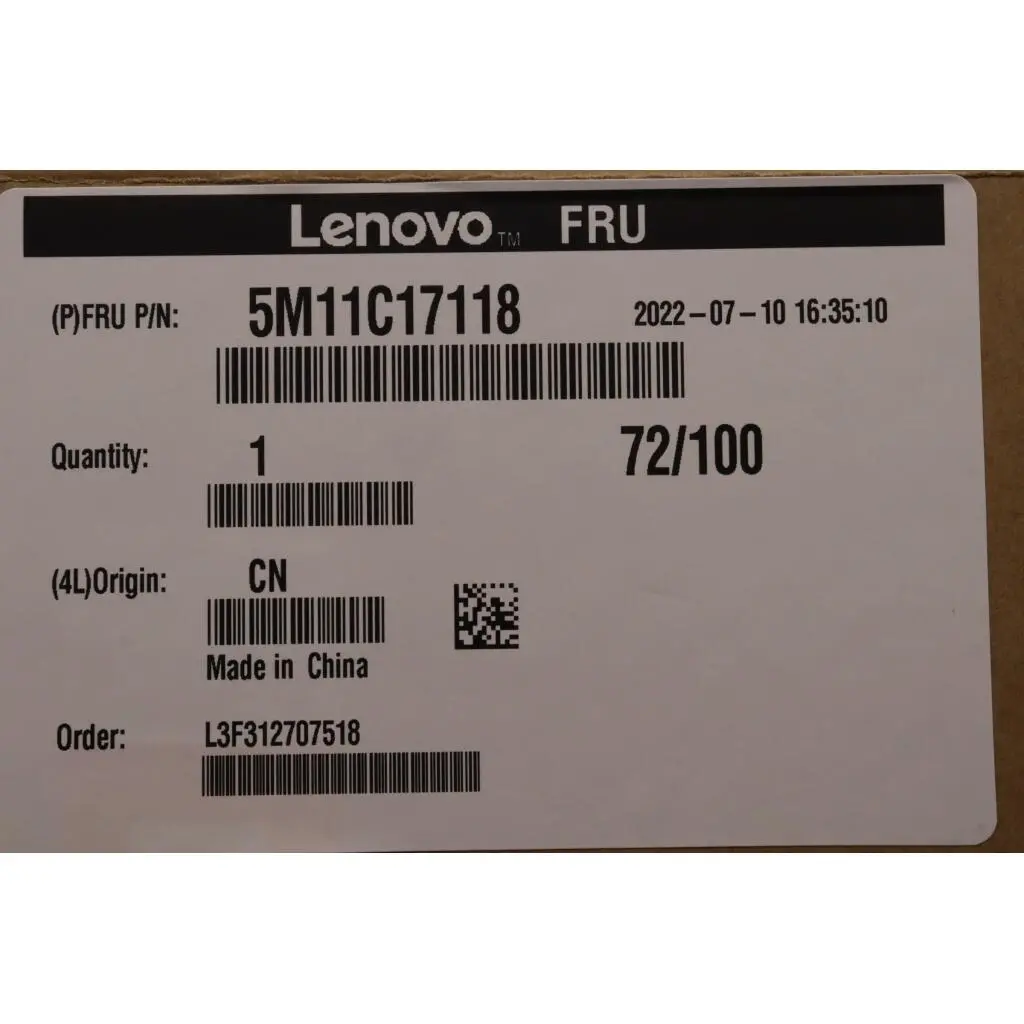 Lenovo™ FRU
(P)FRU P/N: 5M11C17118 2022-07-10 16:35:10
Quantity: 1 72/100
(4L)Origin: CN
Made in China
Order: L3F312707518